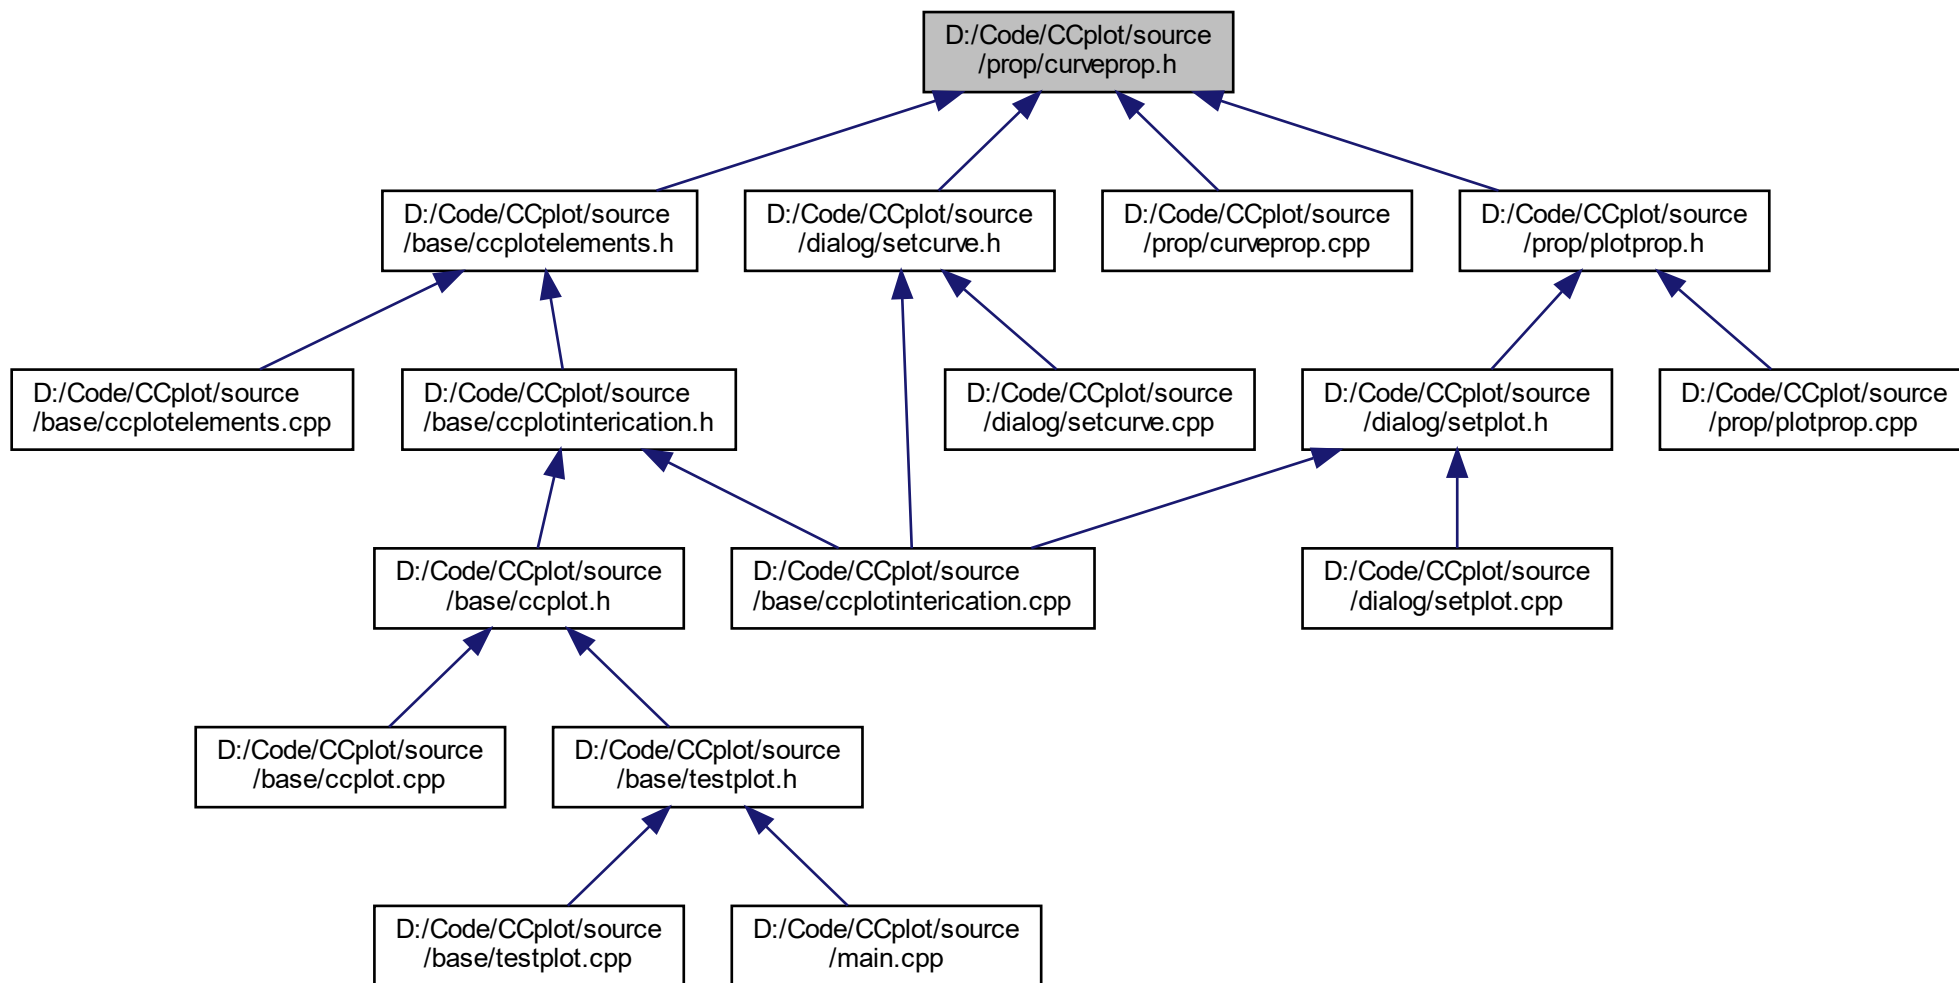 D:/Code/CCplot/source
/prop/curveprop.h
D:/Code/CCplot/source
/base/ccplotelements.h
D:/Code/CCplot/source
/dialog/setcurve.h
D:/Code/CCplot/source
/prop/curveprop.cpp
D:/Code/CCplot/source
/prop/plotprop.h
D:/Code/CCplot/source
/base/ccplotelements.cpp
D:/Code/CCplot/source
/base/ccplotinterication.h
D:/Code/CCplot/source
/dialog/setcurve.cpp
D:/Code/CCplot/source
/dialog/setplot.h
D:/Code/CCplot/source
/prop/plotprop.cpp
D:/Code/CCplot/source
/base/ccplot.h
D:/Code/CCplot/source
/base/ccplotinterication.cpp
D:/Code/CCplot/source
/dialog/setplot.cpp
D:/Code/CCplot/source
/base/ccplot.cpp
D:/Code/CCplot/source
/base/testplot.h
D:/Code/CCplot/source
/base/testplot.cpp
D:/Code/CCplot/source
/main.cpp